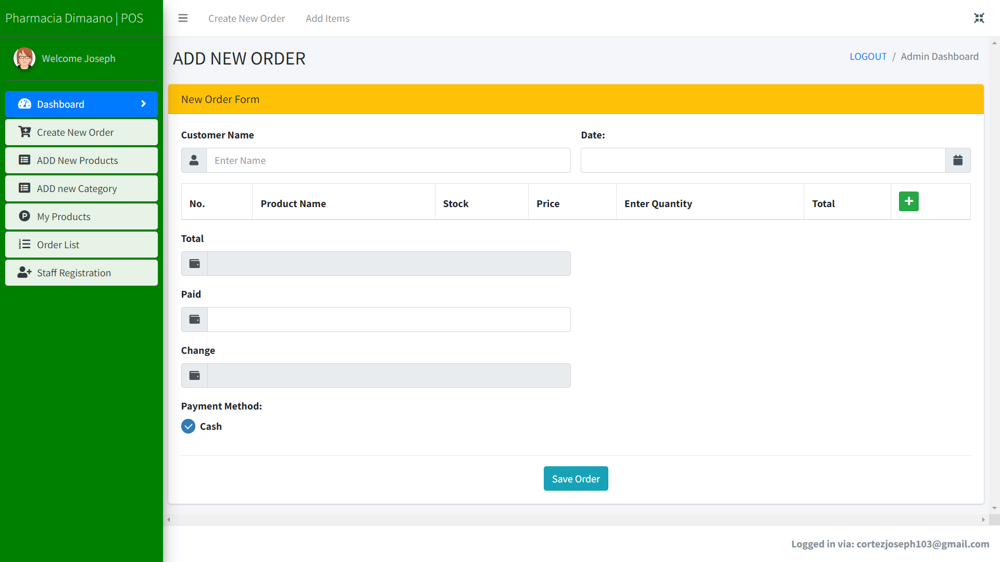 Pharmacia Dimaano | POS
Create New Order
Add Items
Welcome Joseph
ADD NEW ORDER
LOGOUT / Admin Dashboard
Dashboard
Create New Order
ADD New Products
ADD new Category
My Products
Order List
Staff Registration
New Order Form
Customer Name
Date:
Enter Name
No. Product Name Stock Price Enter Quantity Total
Total
Paid
Change
Payment Method:
Cash
Save Order
Logged in via: cortezjoseph103@gmail.com